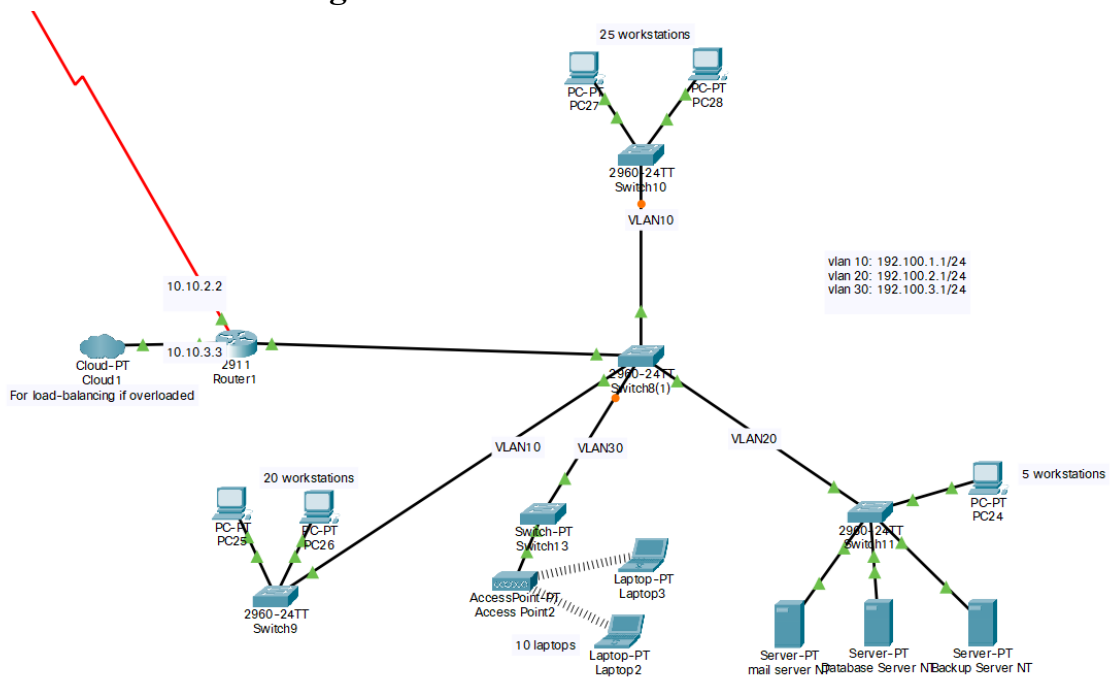 g
25 workstations
PC-PT
PC27
PC-PT
PC28
2960-24TT
Switch10
VLAN10
vlan 10: 192.100.1.1/24
vlan 20: 192.100.2.1/24
vlan 30: 192.100.3.1/24
10.10.2.2
10.10.3.3
Cloud-PT
Cloud1
For load-balancing if overloaded
2911
Router1
2960-24TT
Switch8(1)
VLAN10
VLAN30
VLAN20
20 workstations
PC-PT
PC25
PC-PT
PC26
2960-24TT
Switch9
Switch-PT
Switch13
AccessPoint-PT
Access Point2
10 laptops
Laptop-PT
Laptop3
Laptop-PT
Laptop2
5 workstations
PC-PT
PC24
2960-24TT
Switch11
Server-PT
mail server NT
Server-PT
Database Server NT
Server-PT
Backup Server NT